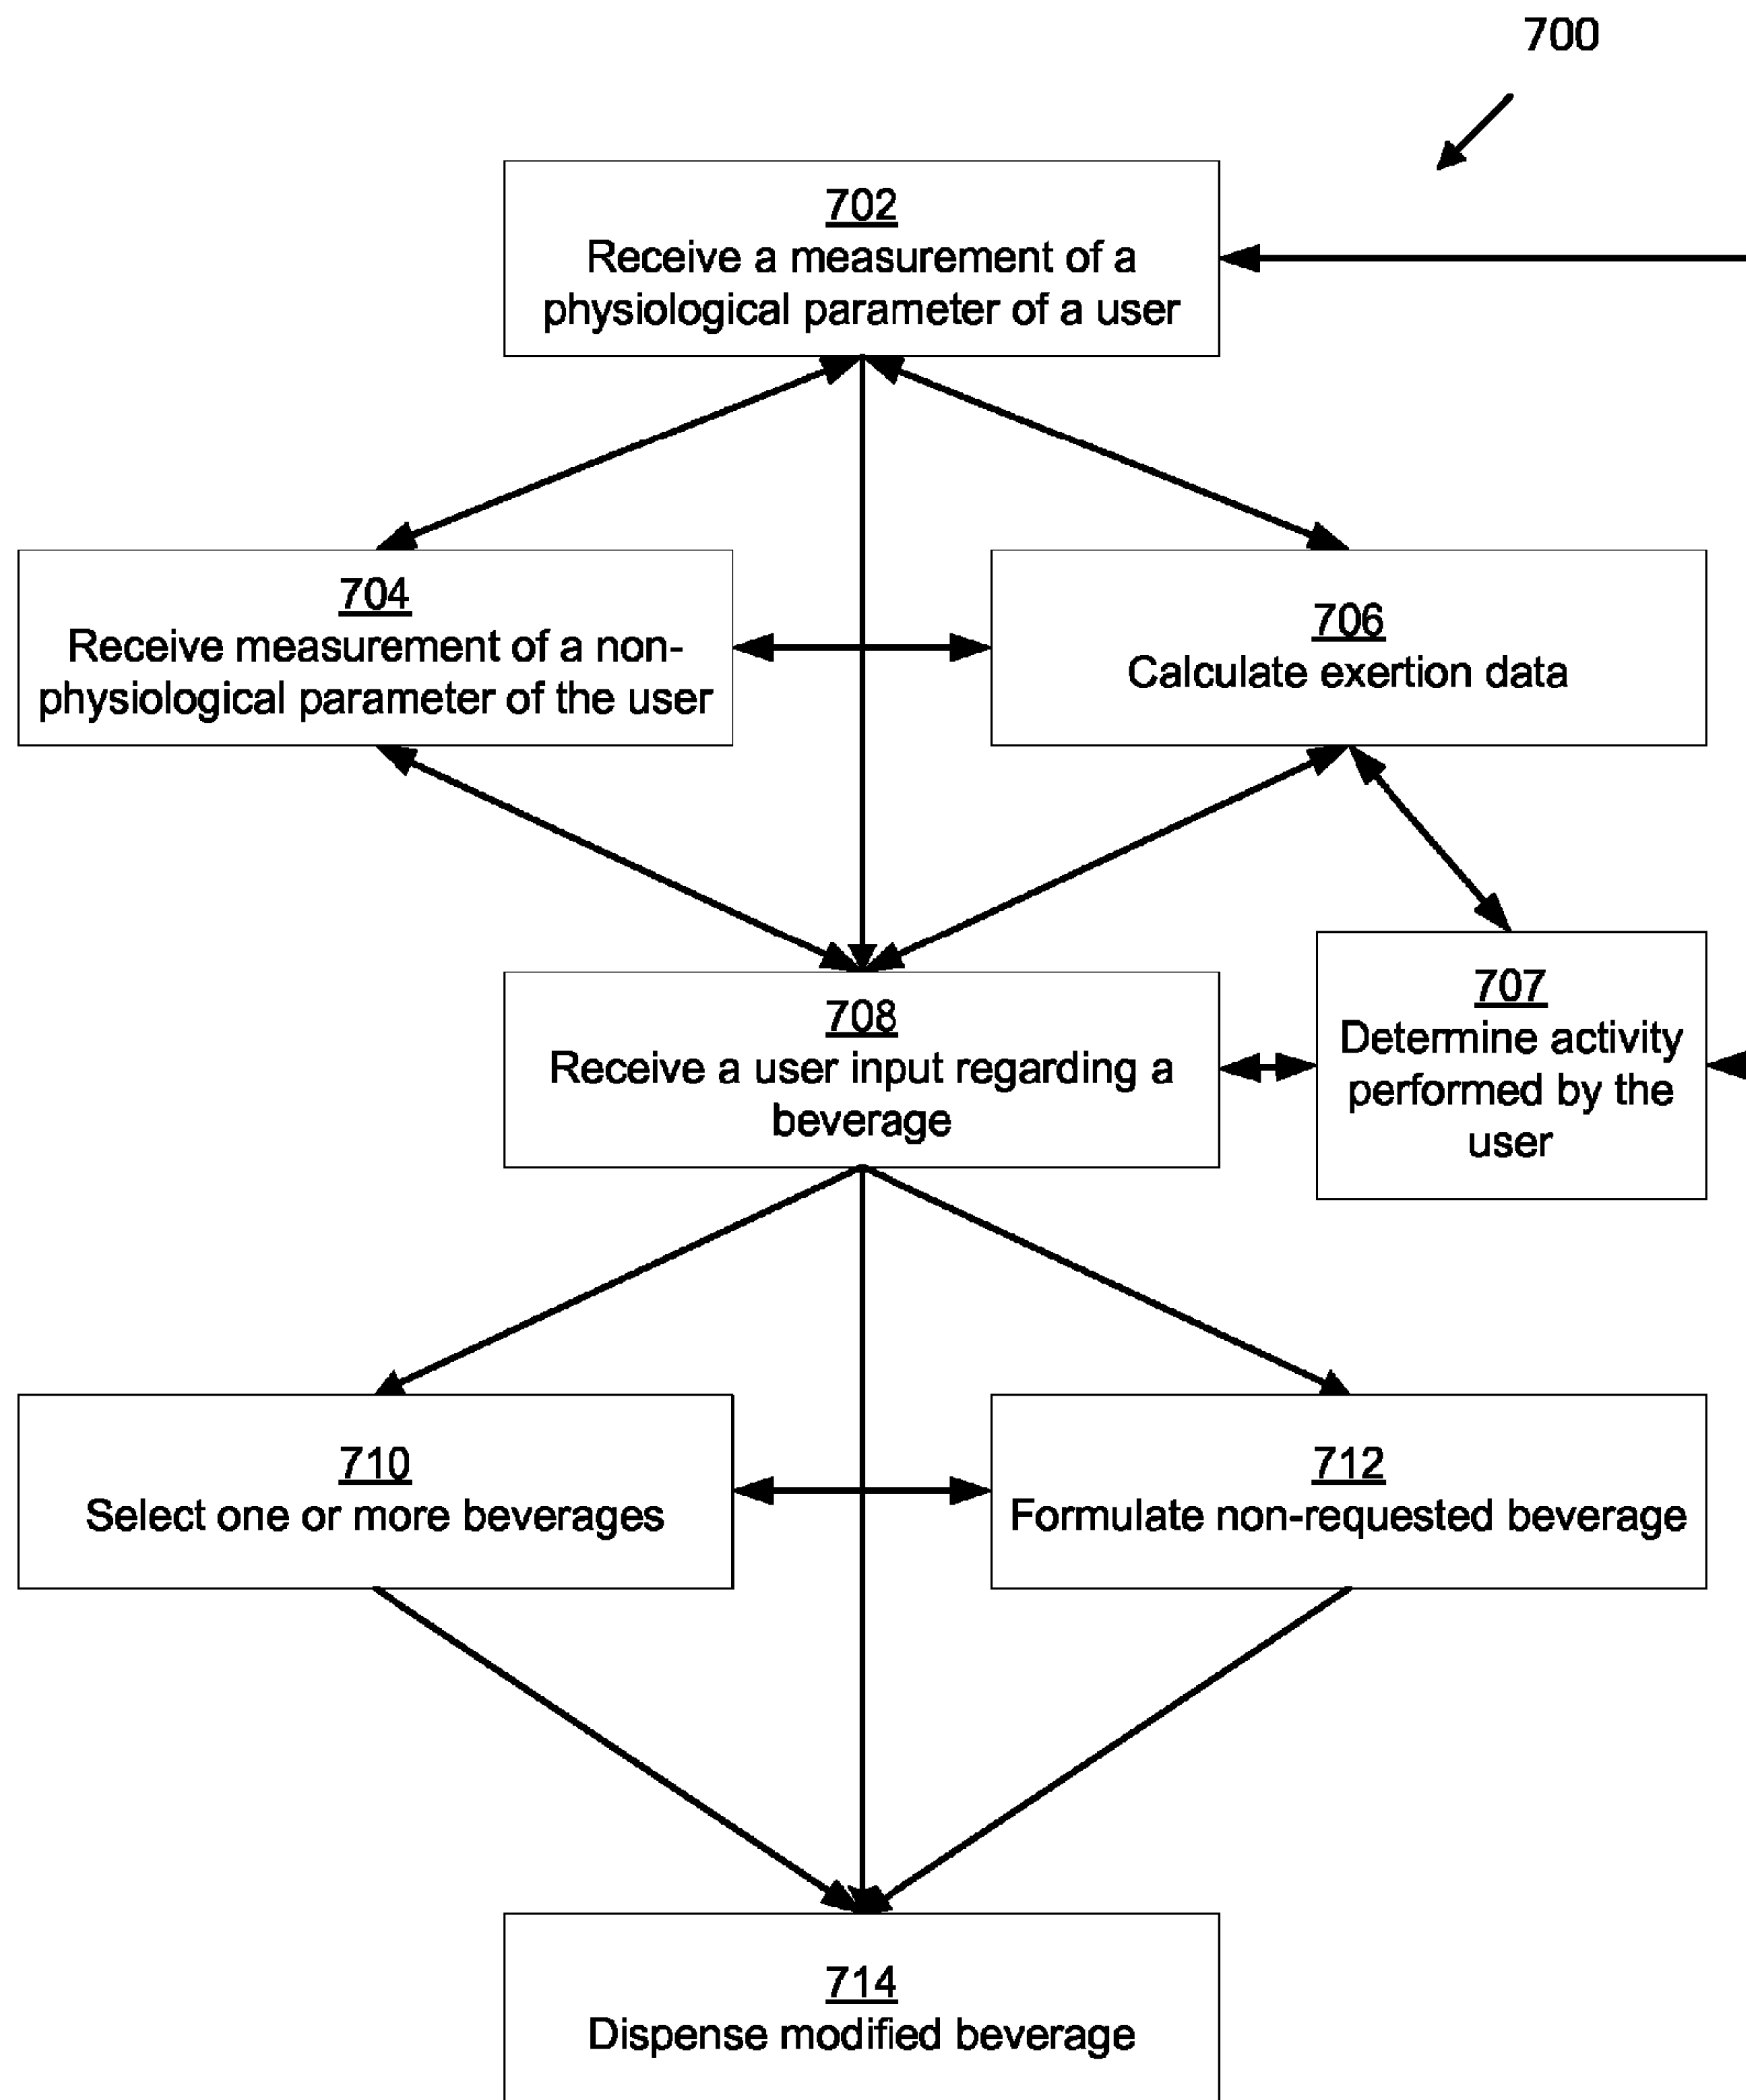 700
702
Receive a measurement of a
physiological parameter of a user
704
Receive measurement of a non-
physiological parameter of the user
706
Calculate exertion data
708
Receive a user input regarding a
beverage
707
Determine activity
performed by the
user
710
Select one or more beverages
712
Formulate non-requested beverage
714
Dispense modified beverage